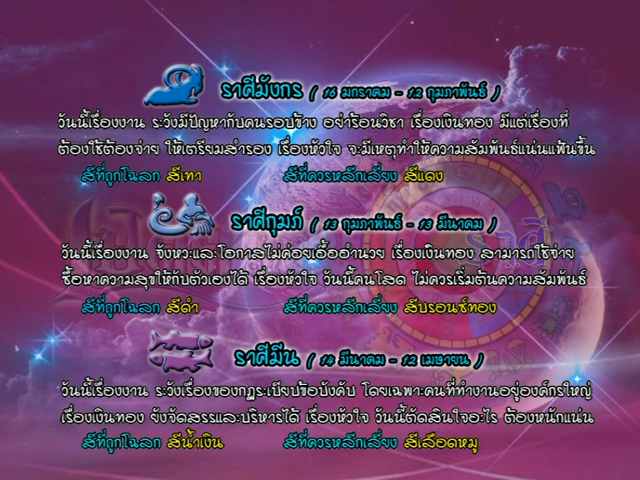 ราศีมังกร ( 16 มกราคม - 12 กุมภาพันธ์ )
วันนี้เรื่องงาน ระวังมีปัญหากับคนรอบข้าง อย่าร้อนวิชา เรื่องเงินทอง มีแต่เรื่องที่
ต้องใช้ต้องจ่าย ให้เตรียมสำรอง เรื่องหัวใจ จะมีเหตุทำให้ความสัมพันธ์แน่นแฟ้นขึ้น
สีที่ถูกโฉลก สีเทา สีที่ควรหลีกเลี่ยง สีแดง
ราศีกุมภ์ ( 13 กุมภาพันธ์ - 13 มีนาคม )
วันนี้เรื่องงาน จังหวะและโอกาสไม่ค่อยเอื้ออำนวย เรื่องเงินทอง สามารถใช้จ่าย
ซื้อหาความสุขให้กับตัวเองได้ เรื่องหัวใจ วันนี้คนโสด ไม่ควรเริ่มต้นความสัมพันธ์
สีที่ถูกโฉลก สีดำ สีที่ควรหลีกเลี่ยง สีบรอนซ์ทอง
ราศีมีน ( 14 มีนาคม - 12 เมษายน )
วันนี้เรื่องงาน ระวังเรื่องของกฎระเบียบข้อบังคับ โดยเฉพาะคนที่ทำงานอยู่องค์กรใหญ่
เรื่องเงินทอง ยังจัดสรรและบริหารได้ เรื่องหัวใจ วันนี้ตัดสินใจอะไร ต้องหนักแน่น
สีที่ถูกโฉลก สีน้ำเงิน สีที่ควรหลีกเลี่ยง สีเลือดหมู